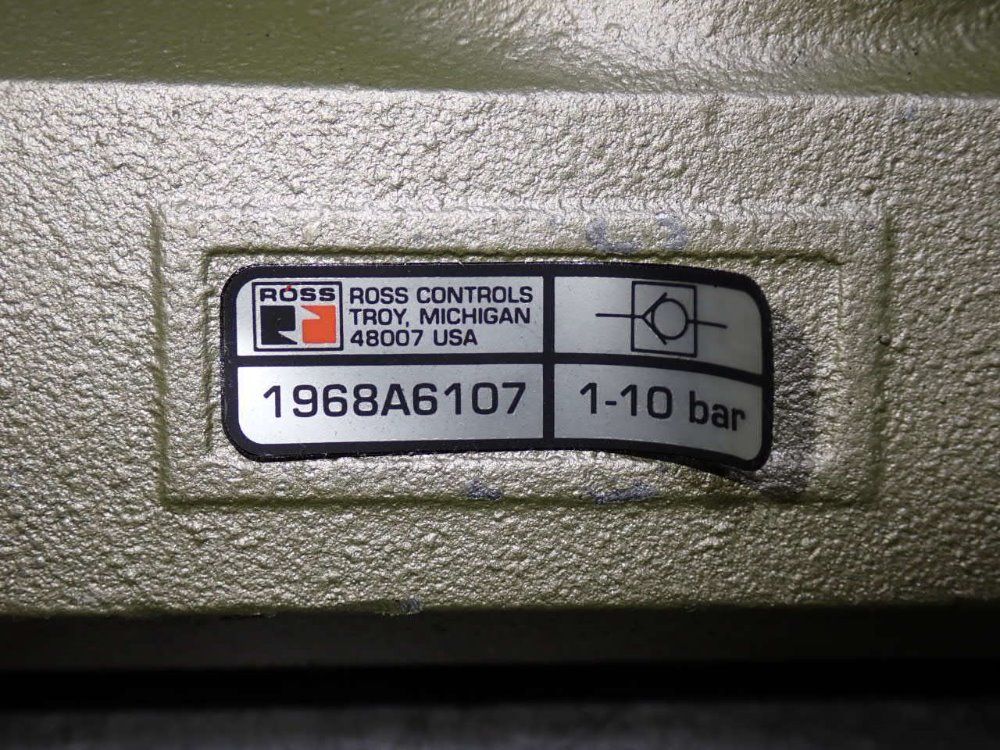 ROSS
ROSS CONTROLS
TROY, MICHIGAN
48007 USA
1968A6107
1-10 bar